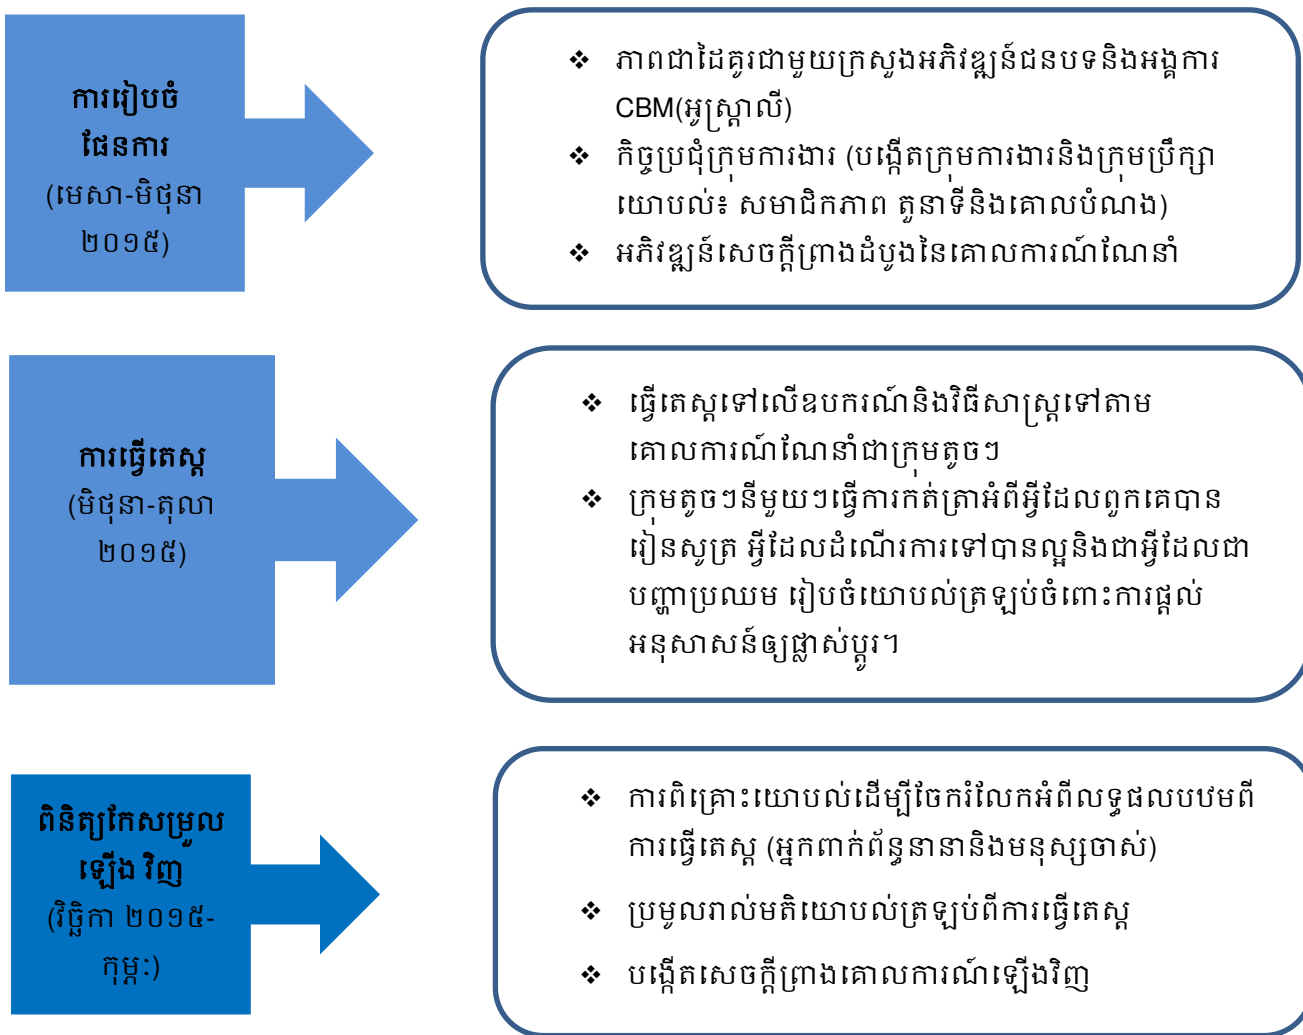 ការរៀបចំ
ផែនការ
(មេសា-មិថុនា
២០១៥)
❖ ភាពជាដៃគូរជាមួយក្រសួងអភិវឌ្ឍន៍ជនបទនិងអង្គការ
CBM(អូស្ត្រាលី)
❖ កិច្ចប្រជុំក្រុមការងារ (បង្កើតក្រុមការងារនិងក្រុមប្រឹក្សា
យោបល់៖ សមាជិកភាព តួនាទីនិងគោលបំណង)
❖ អភិវឌ្ឍន៍សេចក្តីព្រាងដំបូងនៃគោលការណ៍ណែនាំ
ការធ្វើតេស្ត
(មិថុនា-តុលា
២០១៥)
❖ ធ្វើតេស្តទៅលើឧបករណ៍និងវិធីសាស្ត្រទៅតាម
គោលការណ៍ណែនាំជាក្រុមតូចៗ
❖ ក្រុមតូចៗនីមួយៗធ្វើការកត់ត្រាអំពីអ្វីដែលពួកគេបាន
រៀនសូត្រ អ្វីដែលដំណើរការទៅបានល្អនិងជាអ្វីដែលជា
បញ្ហាប្រឈម រៀបចំយោបល់ត្រឡប់ចំពោះការផ្តល់
អនុសាសន៍ឲ្យផ្លាស់ប្តូរ។
ពិនិត្យកែសម្រួល
ឡើង វិញ
(វិច្ឆិកា ២០១៥-
កុម្ភៈ)
❖ ការពិគ្រោះយោបល់ដើម្បីចែករំលែកអំពីលទ្ធផលបឋមពី
ការធ្វើតេស្ត (អ្នកពាក់ព័ន្ធនានានិងមនុស្សចាស់)
❖ ប្រមូលរាល់មតិយោបល់ត្រឡប់ពីការធ្វើតេស្ត
❖ បង្កើតសេចក្តីព្រាងគោលការណ៍ឡើងវិញ